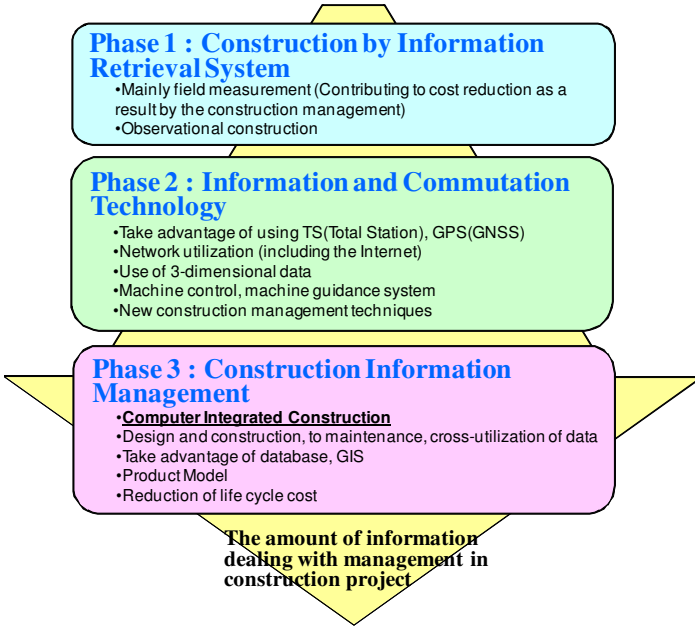 Phase 1 : Construction by Information
Retrieval System
•Mainly field measurement (Contributing to cost reduction as a
result by the construction management)
•Observational construction
Phase 2 : Information and Commutation
Technology
•Take advantage of using TS(Total Station), GPS(GNSS)
•Network utilization (including the Internet)
•Use of 3-dimensional data
•Machine control, machine guidance system
•New construction management techniques
Phase 3 : Construction Information
Management
•Computer Integrated Construction
•Design and construction, to maintenance, cross-utilization of data
•Take advantage of database, GIS
•Product Model
•Reduction of life cycle cost
The amount of information
dealing with management in
construction project